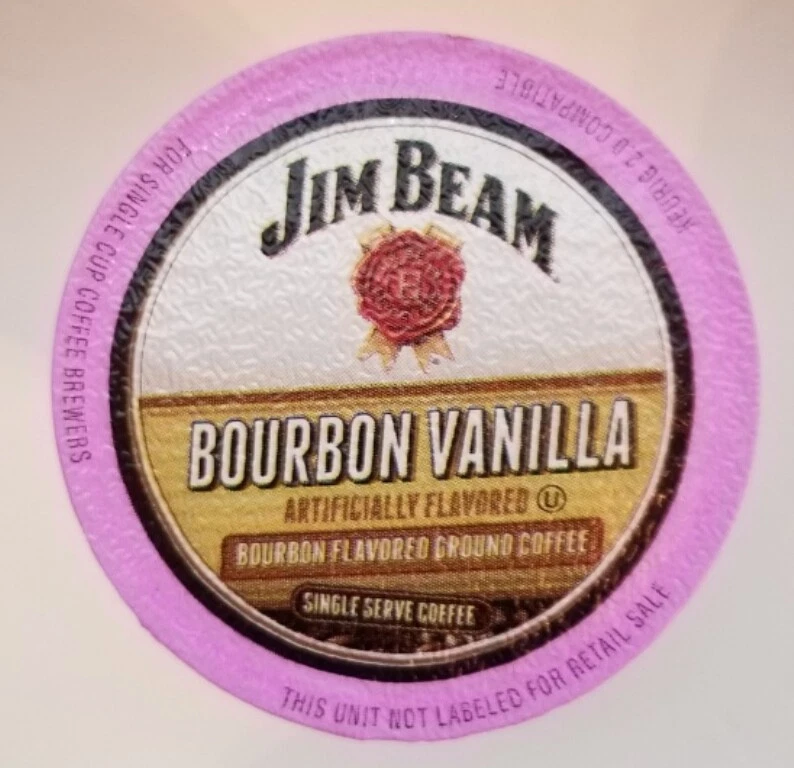 JIM BEAM
B
BOURBON VANILLA
ARTIFICIALLY FLAVORED Ⓤ
BOURBON FLAVORED GROUND COFFEE
SINGLE SERVE COFFEE
FOR SINGLE CUP COFFEE BREWERS
KEURIG 2.0 COMPATIBLE
THIS UNIT NOT LABELED FOR RETAIL SALE